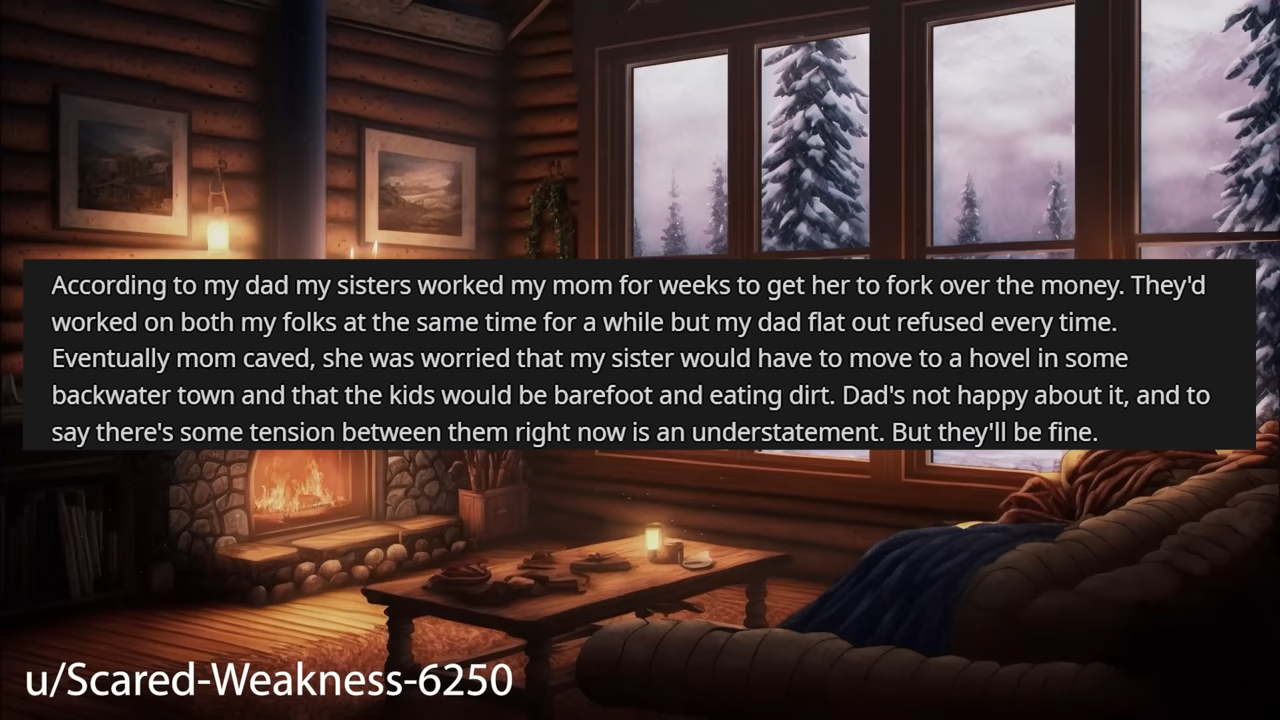 According to my dad my sisters worked my mom for weeks to get her to fork over the money. They'd
worked on both my folks at the same time for a while but my dad flat out refused every time.
Eventually mom caved, she was worried that my sister would have to move to a hovel in some
backwater town and that the kids would be barefoot and eating dirt. Dad's not happy about it, and to
say there's some tension between them right now is an understatement. But they'll be fine.
u/Scared-Weakness-6250